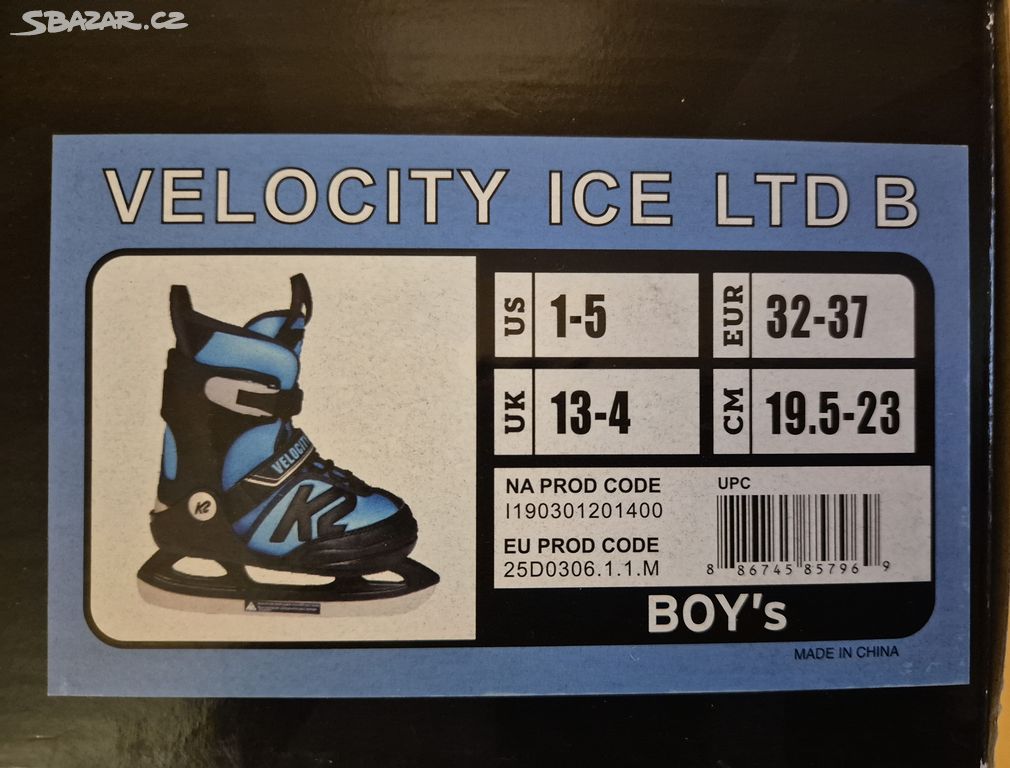 SBAZAR.CZ
VELOCITY ICE LTD B
US 1-5
EUR 32-37
UK 13-4
CM 19.5-23
VELOCITY
K2
K2
NA PROD CODE
I190301201400
EU PROD CODE
25D0306.1.1.M
UPC
8 86745 85796 9
BOY's
MADE IN CHINA